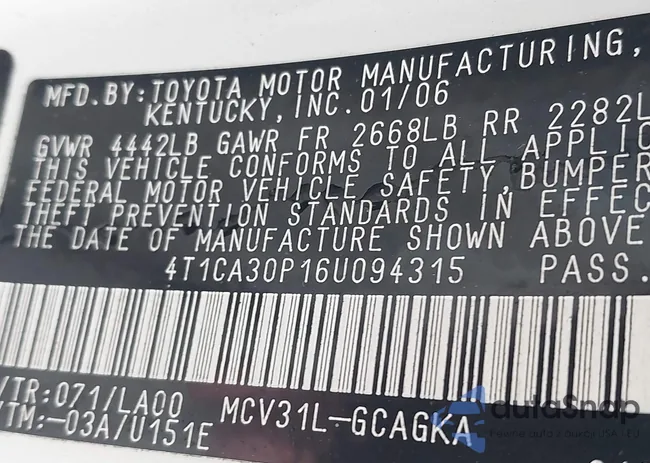 MFD. BY: TOYOTA MOTOR MANUFACTURING,
KENTUCKY, INC. 01/06
GVWR 4442LB GAWR FR 2668LB RR 2282L
THIS VEHICLE CONFORMS TO ALL APPLIC
FEDERAL MOTOR VEHICLE SAFETY, BUMPER
THEFT PREVENTION STANDARDS IN EFFEC
THE DATE OF MANUFACTURE SHOWN ABOVE
4T1CA30P16U094315 PASS.
/TR:071/LA00 MCV31L-GCAGKA
/TM:-03A/U151E
autaSnap